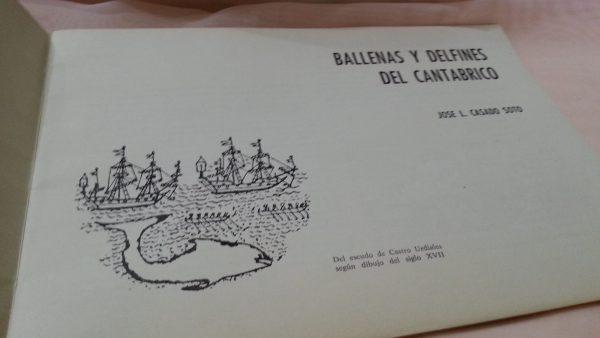 BALLENAS Y DELFINES
DEL CANTABRICO
JOSE L. CASADO SOTO
Del escudo de Castro Urdiales
según dibujo del siglo XVII